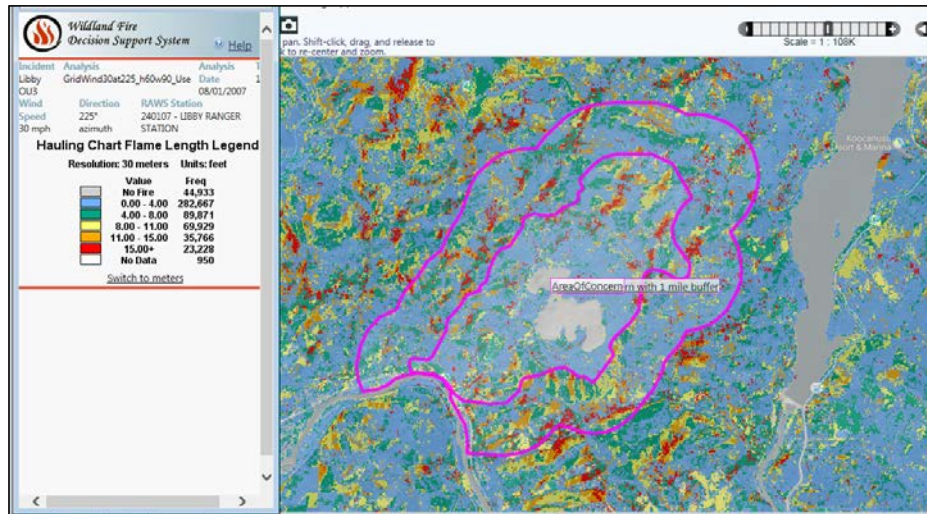 Wildland Fire
Decision Support System
Help
Incident Analysis Analysis
Libby GridWind30at225_h60w90_Use Date 1
OU3 08/01/2007
Wind Direction RAWS Station
Speed 225° 240107 - LIBBY RANGER
30 mph azimuth STATION
Hauling Chart Flame Length Legend
Resolution: 30 meters Units: feet
Value Freq
No Fire 44,933
0.00 - 4.00 282,667
4.00 - 8.00 89,871
8.00 - 11.00 69,929
11.00 - 15.00 35,766
15.00+ 23,228
No Data 950
Switch to meters
pan. Shift-click, drag, and release to
k to re-center and zoom.
Scale = 1 : 108K
Koocanusa
sort & Marina
AreaOfConcern rn with 1 mile buffer